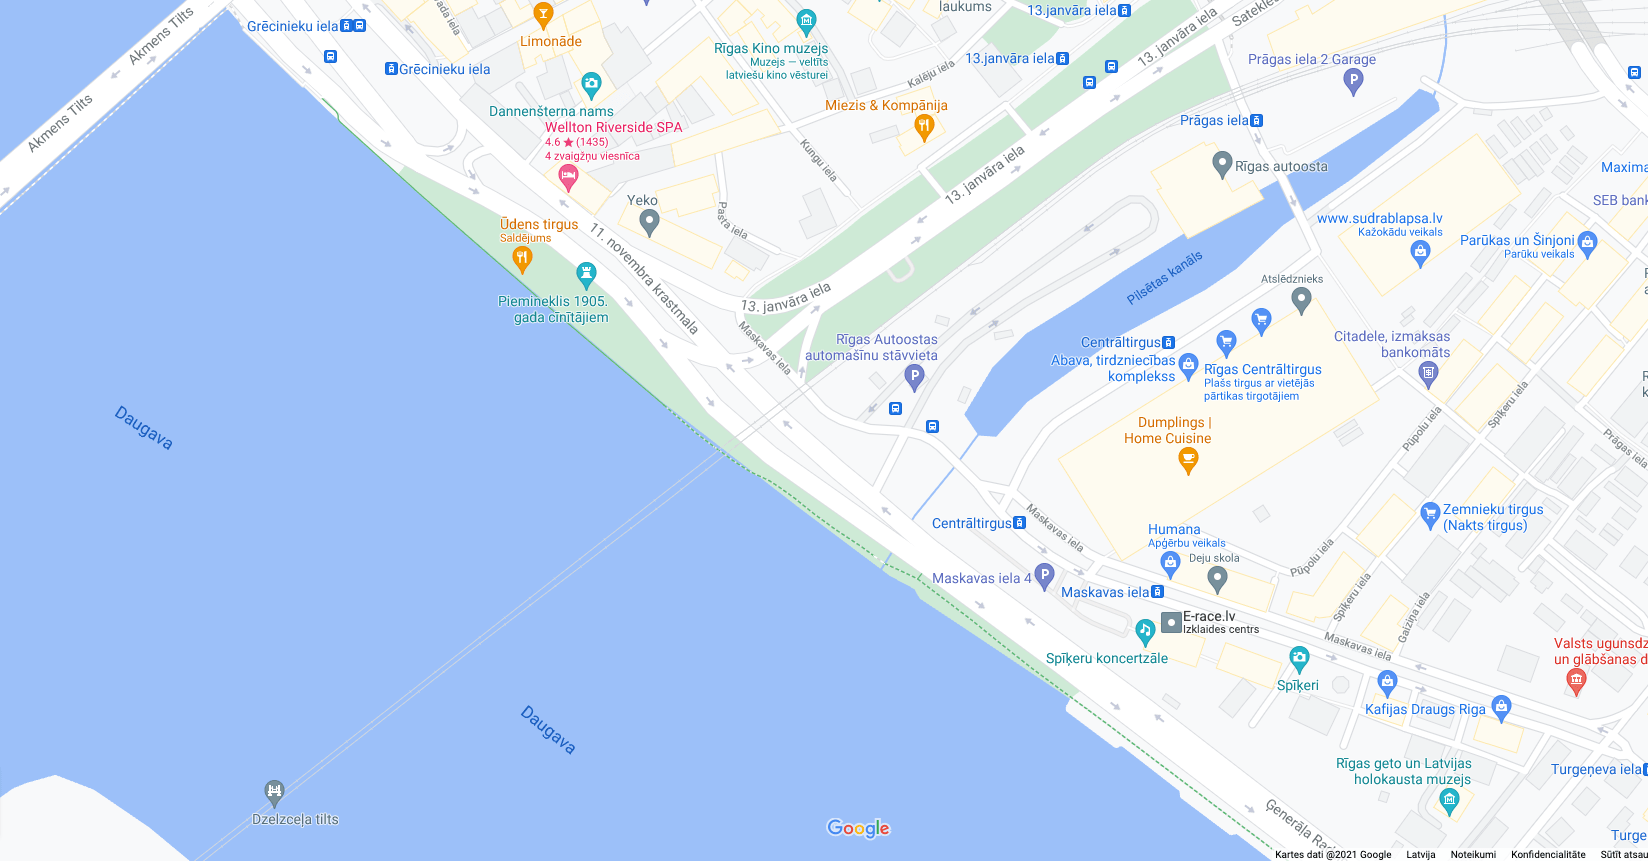 Akmens Tilts
Grēcinieku iela
Limonāde
laukums
13.janvāra iela
13. janvāra iela
Grēcinieku iela
Rīgas Kino muzejs
Muzejs — veltīts
latviešu kino vēsturei
13.janvāra iela
Kalēju iela
Prāgas iela 2 Garage
Akmens Tilts
Dannenšterna nams
Miezis & Kompānija
Wellton Riverside SPA
4.6 ★ (1435)
4 zvaigžņu viesnīca
Prāgas iela
Kungu iela
13. janvāra iela
Rīgas autoosta
Maxima
SEB bank
Yeko
Pasta iela
Ūdens tirgus
Saldējums
11. novembra krastmala
www.sudrablapsa.lv
Kažokādu veikals
Parūkas un Šinjoni
Parūku veikals
Pilsētas kanāls
Atslēdznieks
Piemineklis 1905.
gada cīnītājiem
13. janvāra iela
Maskavas iela
Rīgas Autoostas
automašīnu stāvvieta
Centrāltirgus
Abava, tirdzniecības
komplekss
Rīgas Centrāltirgus
Plašs tirgus ar vietējās
pārtikas tirgotājiem
Citadele, izmaksas
bankomāts
Daugava
Dumplings |
Home Cuisine
Pūpolu iela
Spīķeru iela
Prāgas iela
Maskavas iela
Centrāltirgus
Humana
Apģērbu veikals
Deju skola
Zemnieku tirgus
(Nakts tirgus)
Pūpolu iela
Spīķeru iela
Gaiziņa iela
Maskavas iela 4
Maskavas iela
E-race.lv
Izklaides centrs
Maskavas iela
Spīķeru koncertzāle
Spīķeri
Valsts ugunsdz
un glābšanas d
Kafijas Draugs Riga
Daugava
Rīgas geto un Latvijas
holokausta muzejs
Turgeņeva iela
Dzelzceļa tilts
Google
Ģenerāļa Ra
Turge
Kartes dati @2021 Google Latvija Noteikumi Konfidencialitāte Sūtīt atsau